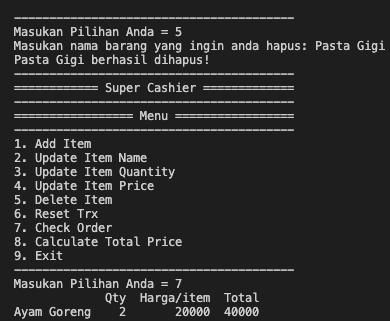 ----------------------------------------
Masukan Pilihan Anda = 5
Masukan nama barang yang ingin anda hapus: Pasta Gigi
Pasta Gigi berhasil dihapus!
----------------------------------------
============ Super Cashier =============
----------------------------------------
================= Menu =================
----------------------------------------
1. Add Item
2. Update Item Name
3. Update Item Quantity
4. Update Item Price
5. Delete Item
6. Reset Trx
7. Check Order
8. Calculate Total Price
9. Exit
----------------------------------------
Masukan Pilihan Anda = 7
Qty Harga/item Total
Ayam Goreng 2 20000 40000